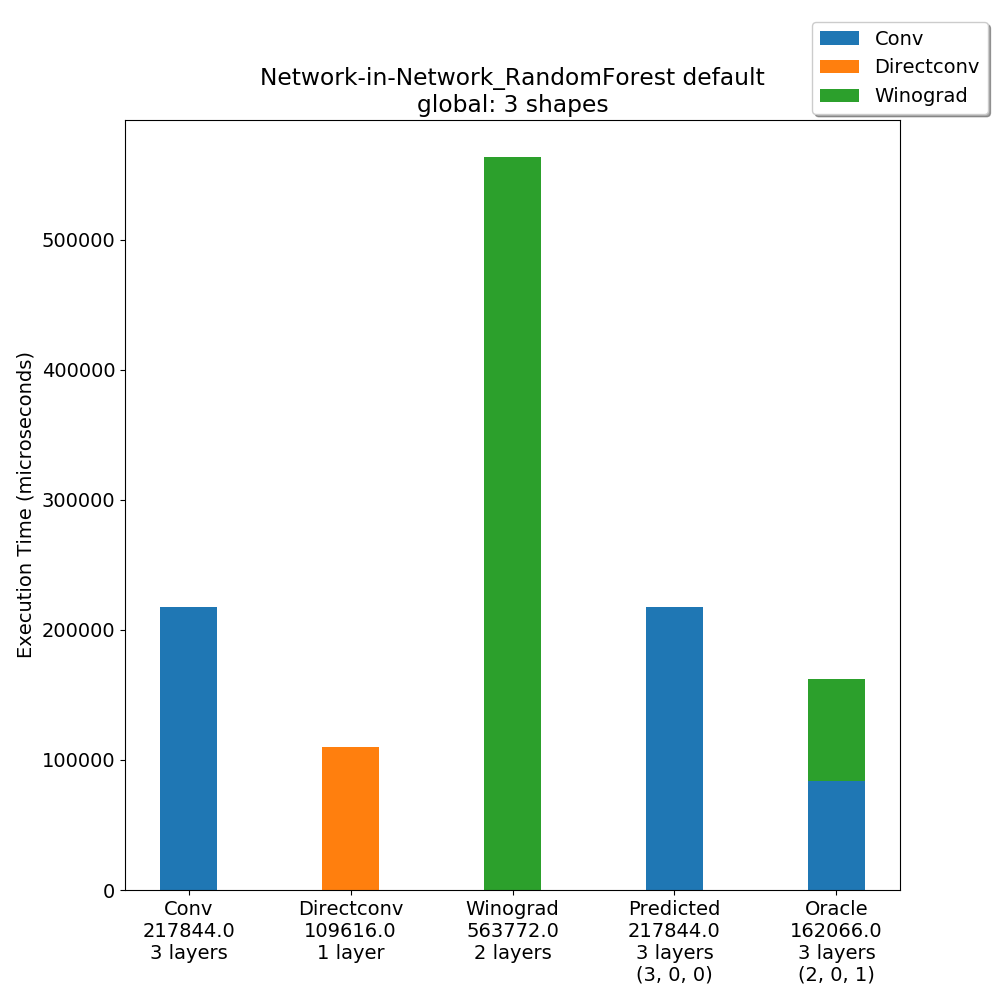 Conv
Directconv
Winograd
Network-in-Network_RandomForest default
global: 3 shapes
Execution Time (microseconds)
500000
400000
300000
200000
100000
0
Conv
217844.0
3 layers
Directconv
109616.0
1 layer
Winograd
563772.0
2 layers
Predicted
217844.0
3 layers
(3, 0, 0)
Oracle
162066.0
3 layers
(2, 0, 1)